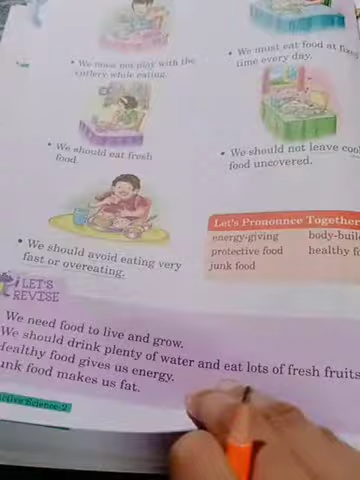 • We must not play with the
cutlery while eating.
• We must eat food at fixed
time every day.
• We should eat fresh
food.
• We should not leave
food uncovered.
• We should avoid eating very
fast or overeating.
Let's Pronounce Together
energy-giving
protective food
junk food
LET'S
REVISE
We need food to live and grow.
We should drink plenty of water and eat lots of fresh fruits
Healthy food gives us energy.
unk food makes us fat.
Science-2